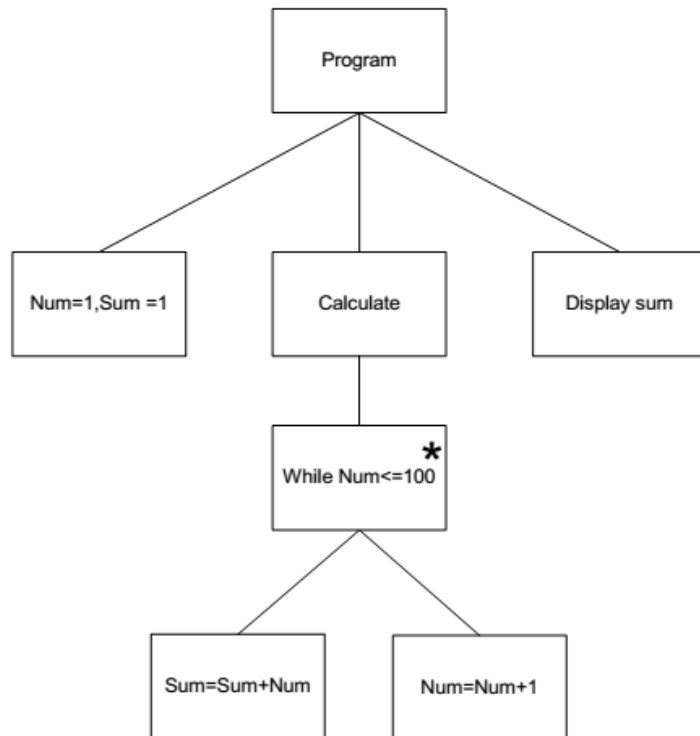 Program
Num=1,Sum =1
Calculate
Display sum
*
While Num<=100
Sum=Sum+Num
Num=Num+1